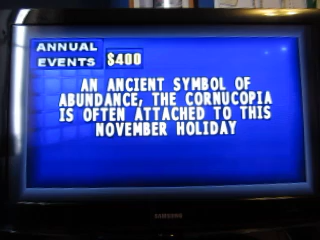 ANNUAL
EVENTS $400
AN ANCIENT SYMBOL OF
ABUNDANCE, THE CORNUCOPIA
IS OFTEN ATTACHED TO THIS
NOVEMBER HOLIDAY
SAMSUNG